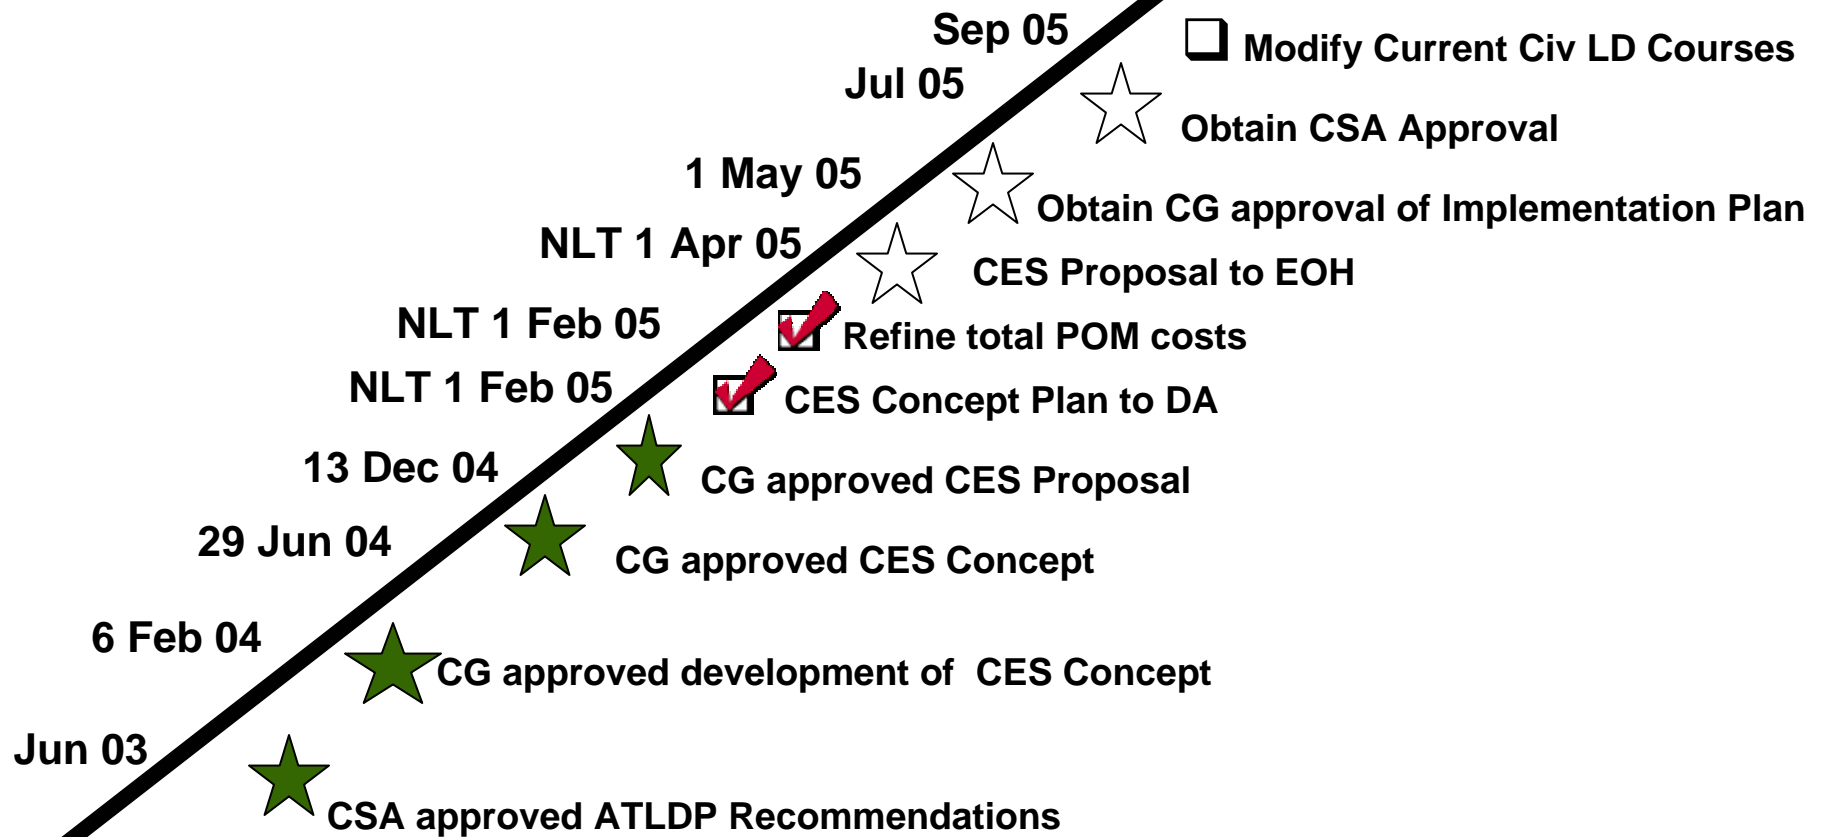 Sep 05
Modify Current Civ LD Courses
Jul 05
Obtain CSA Approval
1 May 05
Obtain CG approval of Implementation Plan
NLT 1 Apr 05
CES Proposal to EOH
NLT 1 Feb 05
Refine total POM costs
NLT 1 Feb 05
CES Concept Plan to DA
13 Dec 04
CG approved CES Proposal
29 Jun 04
CG approved CES Concept
6 Feb 04
CG approved development of  CES Concept
Jun 03
CSA approved ATLDP Recommendations